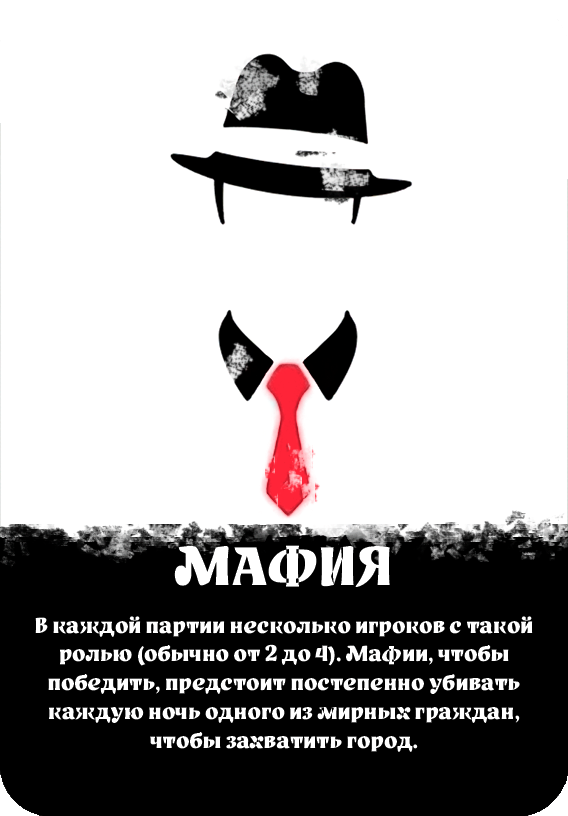 МАФИЯ
В каждой партии несколько игроков с такой
ролью (обычно от 2 до 4). Мафии, чтобы
победить, предстоит постепенно убивать
каждую ночь одного из мирных граждан,
чтобы захватить город.